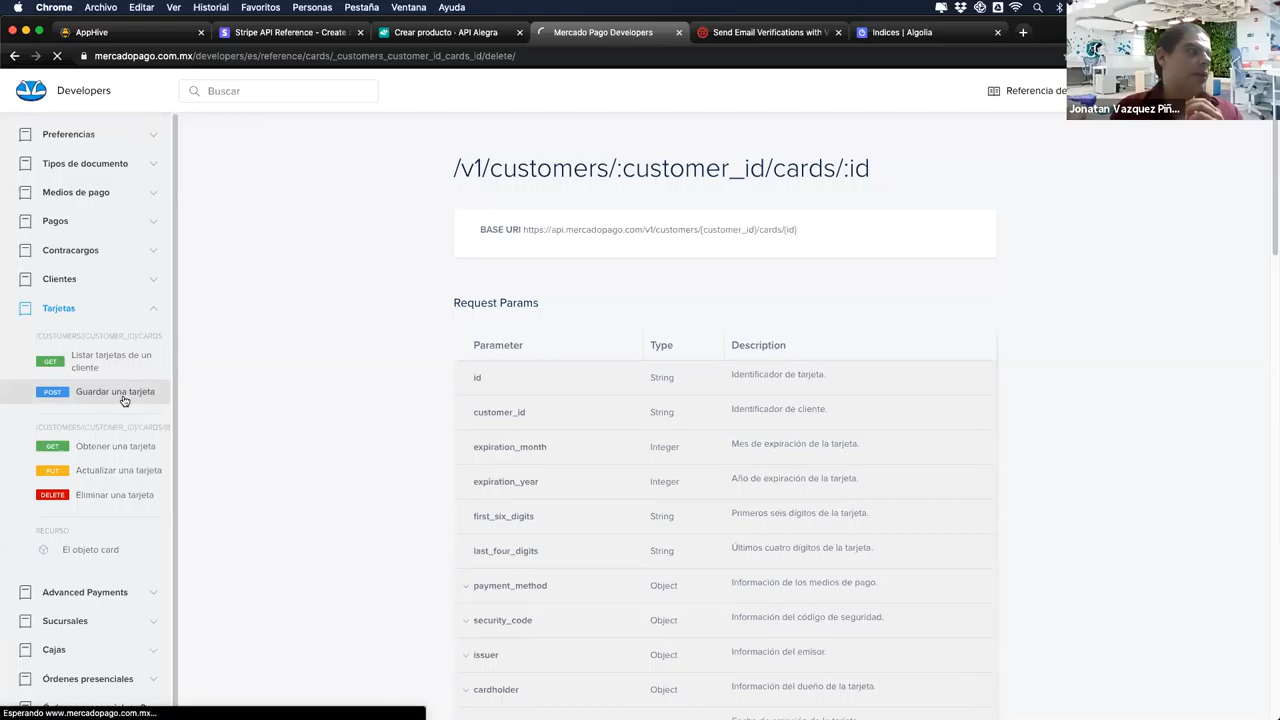 Chrome Archivo Editar Ver Historial Favoritos Personas Pestaña Ventana Ayuda
AppHive
Stripe API Reference - Create
Crear producto · API Alegra
Mercado Pago Developers
Send Email Verifications with
Indices | Algolia
mercadopago.com.mx/developers/es/reference/cards/_customers_customer_id_cards_id/delete/
Developers
Buscar
Referencia de
Jonatan Vazquez Piñ...
Preferencias
Tipos de documento
Medios de pago
Pagos
Contracargos
Clientes
Tarjetas
/CUSTOMERS/{CUSTOMER_ID}/CARDS
GET Listar tarjetas de un
cliente
POST Guardar una tarjeta
/CUSTOMERS/{CUSTOMER_ID}/CARDS/{ID
GET Obtener una tarjeta
PUT Actualizar una tarjeta
DELETE Eliminar una tarjeta
RECURSO
El objeto card
Advanced Payments
Sucursales
Cajas
Órdenes presenciales
Esperando www.mercadopago.com.mx...
/v1/customers/:customer_id/cards/:id
BASE URI https://api.mercadopago.com/v1/customers/{customer_id}/cards/{id}
Request Params
Parameter Type Description
id String Identificador de tarjeta.
customer_id String Identificador de cliente.
expiration_month Integer Mes de expiración de la tarjeta.
expiration_year Integer Año de expiración de la tarjeta.
first_six_digits String Primeros seis dígitos de la tarjeta.
last_four_digits String Últimos cuatro dígitos de la tarjeta.
payment_method Object Información de los medios de pago.
security_code Object Información del código de seguridad.
issuer Object Información del emisor.
cardholder Object Información del dueño de la tarjeta.